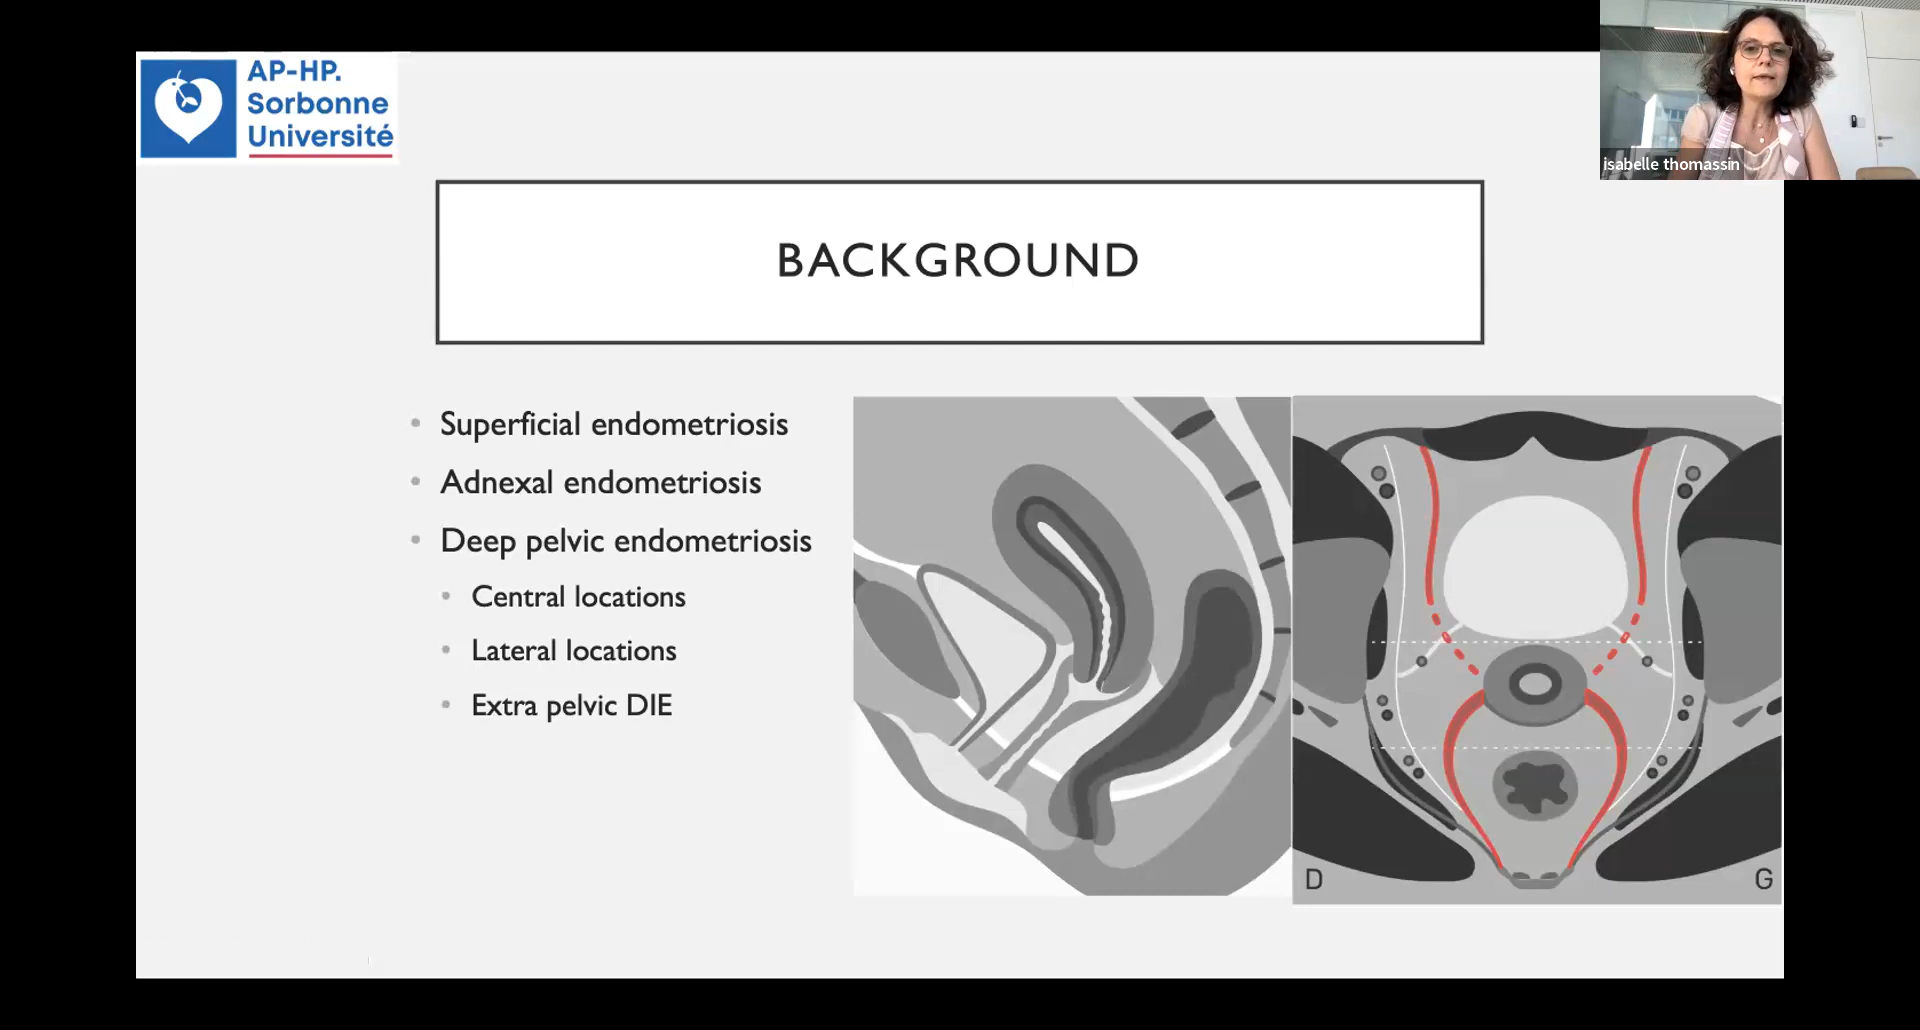 AP-HP.
Sorbonne
Université
isabelle thomassin
BACKGROUND
• Superficial endometriosis
• Adnexal endometriosis
• Deep pelvic endometriosis
• Central locations
• Lateral locations
• Extra pelvic DIE
D
G